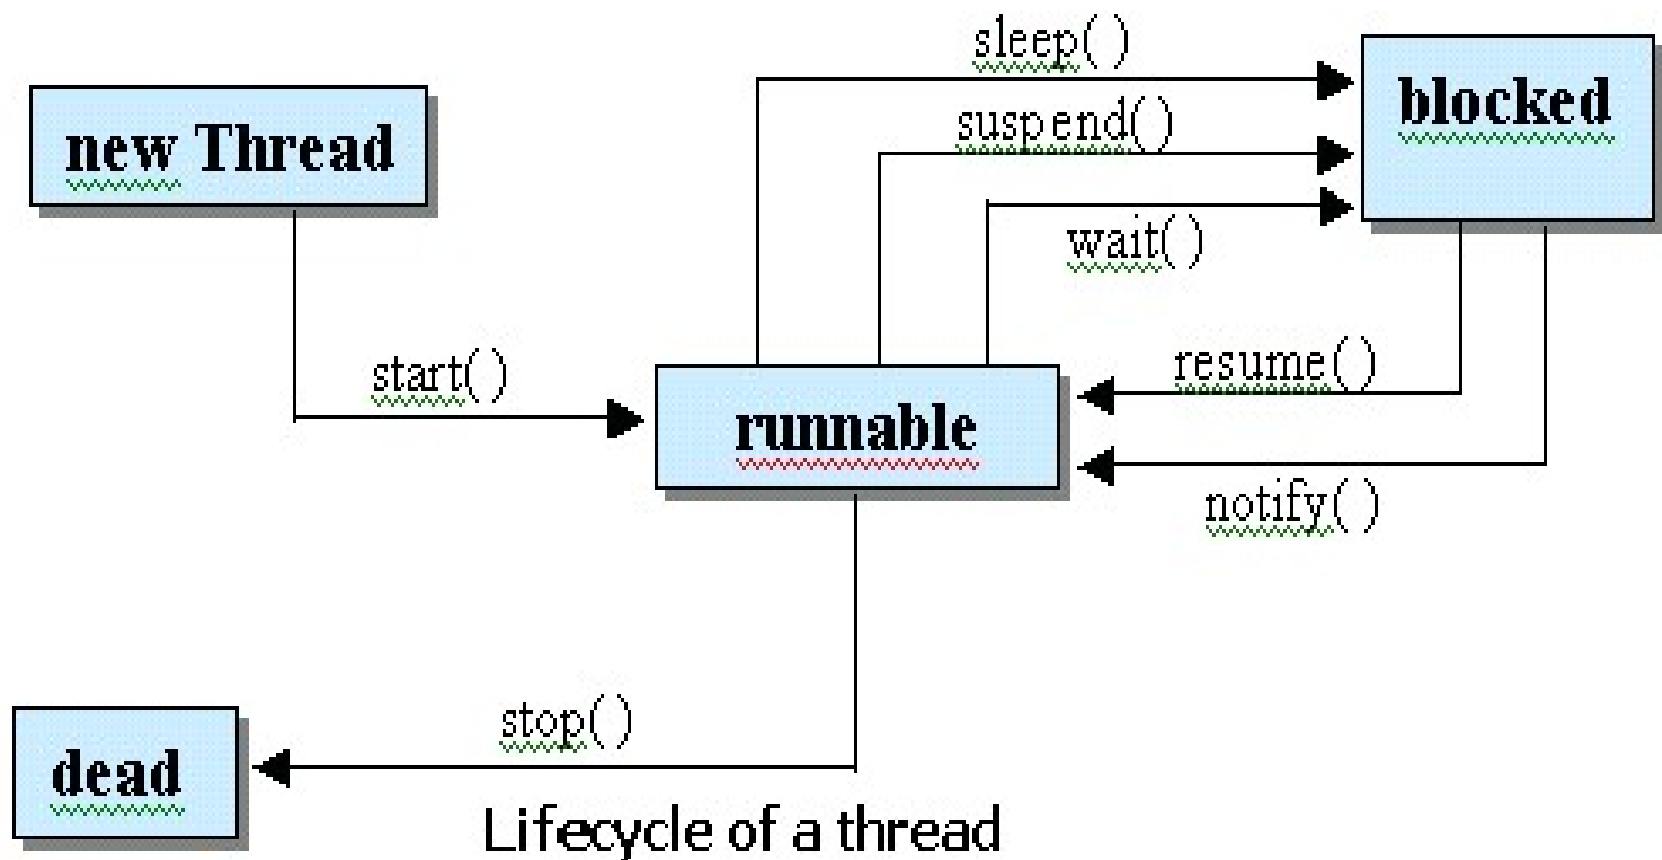 sleep( )
blocked
suspend( )
new Thread
wait( )
start( )
resume( )
runnable
notify( )
stop( )
dead
Lifecycle of a thread